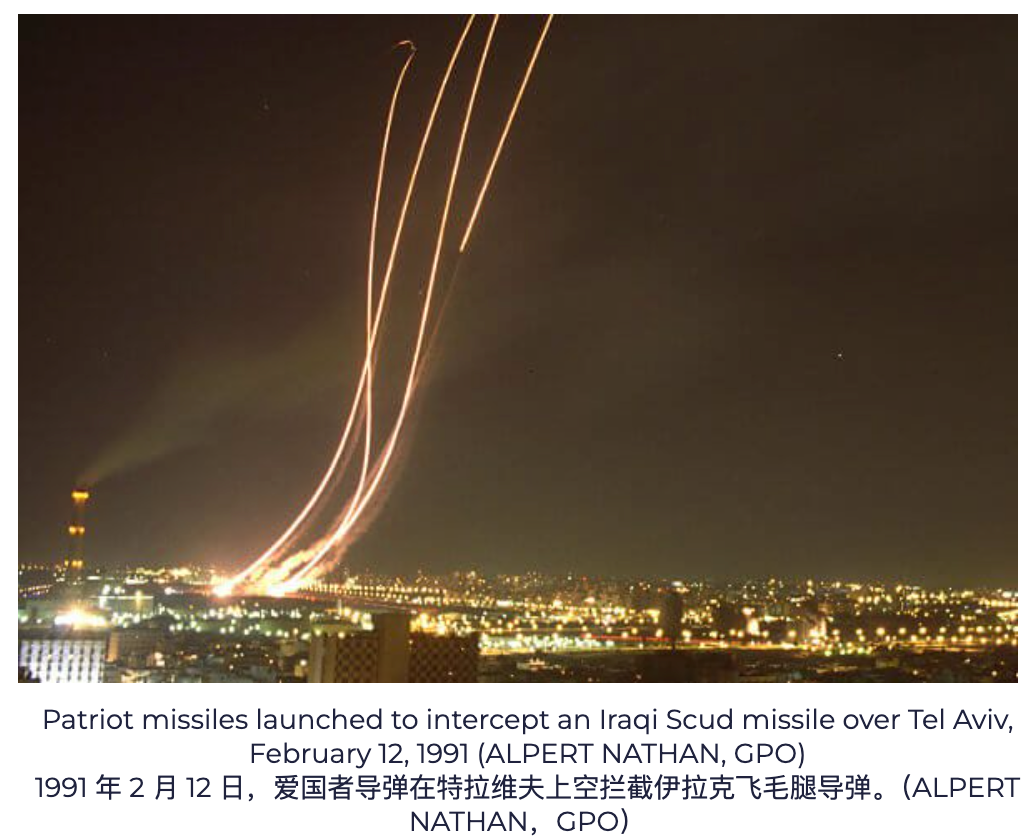 Patriot missiles launched to intercept an Iraqi Scud missile over Tel Aviv,
February 12, 1991 (ALPERT NATHAN, GPO)
1991 年 2 月 12 日，爱国者导弹在特拉维夫上空拦截伊拉克飞毛腿导弹。（ALPERT
NATHAN，GPO）